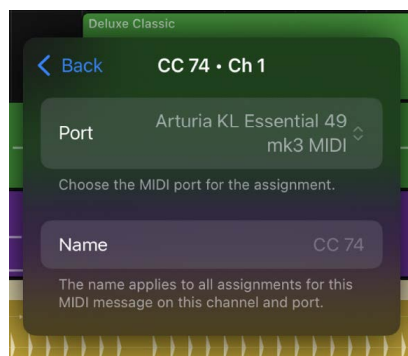 Deluxe Classic
Back
CC 74 • Ch 1
Port
Arturia KL Essential 49
mk3 MIDI
Choose the MIDI port for the assignment.
Name
CC 74
The name applies to all assignments for this
MIDI message on this channel and port.